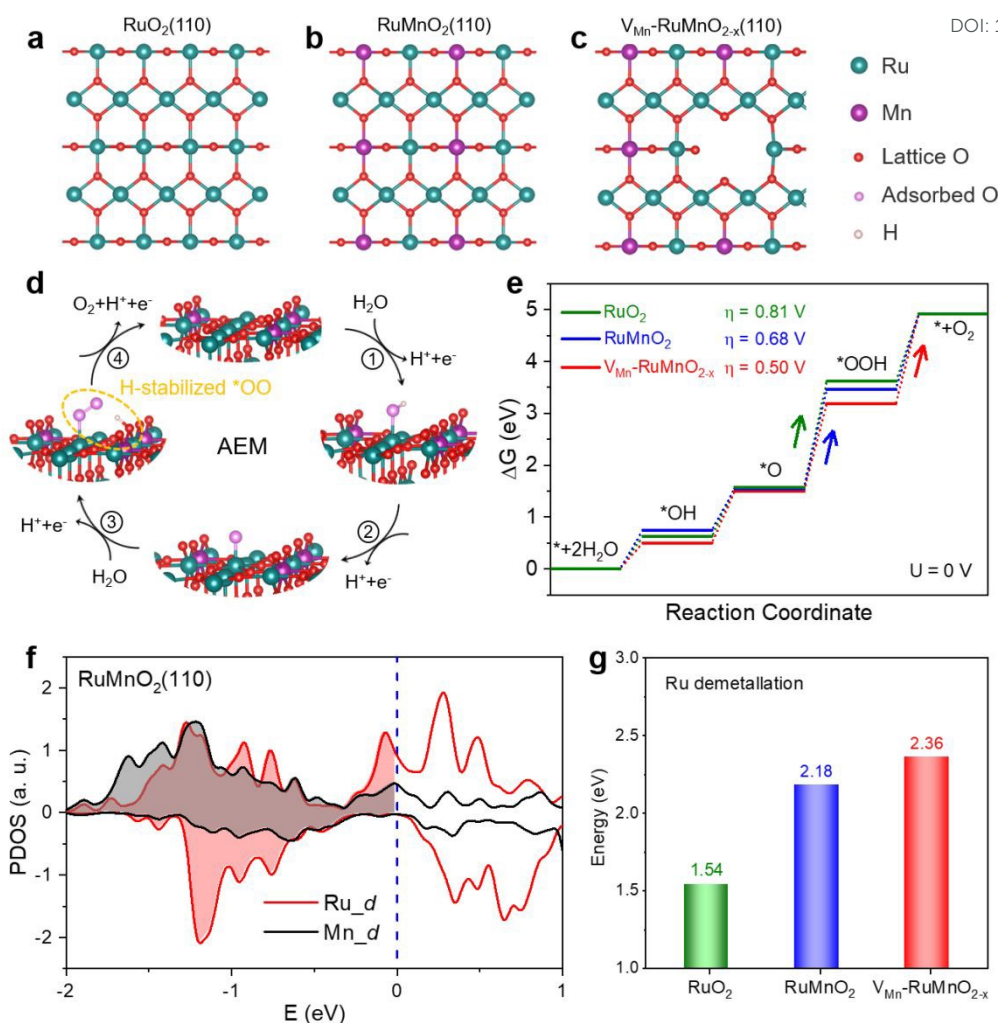 DOI: 1
a RuO₂(110)
b RuMnO₂(110)
c V_Mn-RuMnO₂₋ₓ(110)
Ru
Mn
Lattice O
Adsorbed O
H
d
O₂+H⁺+e⁻
H₂O
④
①
H⁺+e⁻
H-stabilized *OO
AEM
H⁺+e⁻
③
②
H₂O
H⁺+e⁻
e
ΔG (eV)
5
4
3
2
1
0
RuO₂ η = 0.81 V
RuMnO₂ η = 0.68 V
V_Mn-RuMnO₂₋ₓ η = 0.50 V
*+2H₂O
*OH
*O
*OOH
*+O₂
U = 0 V
Reaction Coordinate
f
RuMnO₂(110)
PDOS (a. u.)
2
1
0
-1
-2
Ru_d
Mn_d
-2 -1 0 1
E (eV)
g
Ru demetallation
Energy (eV)
3.0
2.5
2.0
1.5
1.0
1.54
2.18
2.36
RuO₂ RuMnO₂ V_Mn-RuMnO₂₋ₓ